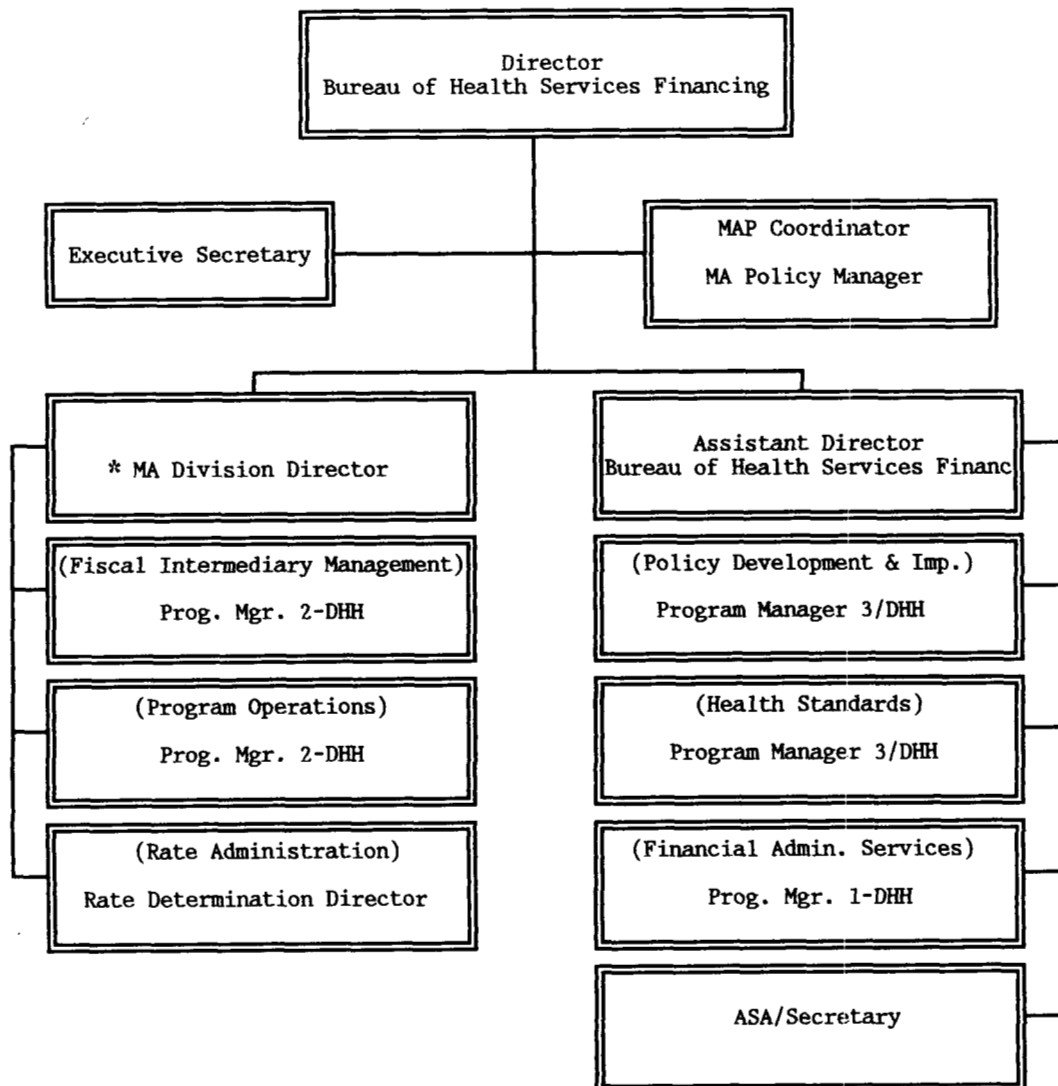 Director
Bureau of Health Services Financing
Executive Secretary
MAP Coordinator
MA Policy Manager
* MA Division Director
Assistant Director
Bureau of Health Services Financ
(Fiscal Intermediary Management)
Prog. Mgr. 2-DHH
(Policy Development & Imp.)
Program Manager 3/DHH
(Program Operations)
Prog. Mgr. 2-DHH
(Health Standards)
Program Manager 3/DHH
(Rate Administration)
Rate Determination Director
(Financial Admin. Services)
Prog. Mgr. 1-DHH
ASA/Secretary